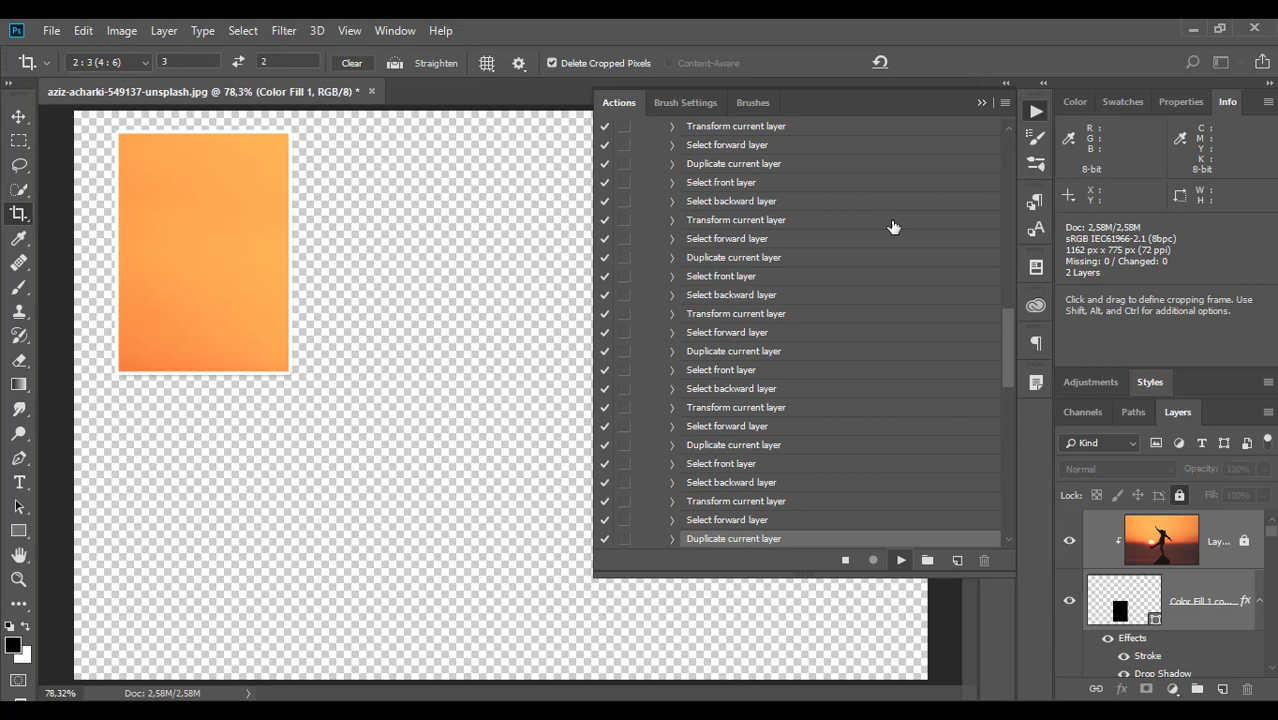 Ps File Edit Image Layer Type Select Filter 3D View Window Help
2 : 3 (4 : 6) 3 2 Clear Straighten Delete Cropped Pixels Content-Aware
aziz-acharki-549137-unsplash.jpg @ 78,3% (Color Fill 1, RGB/8) *
Actions Brush Settings Brushes
Transform current layer
Select forward layer
Duplicate current layer
Select front layer
Select backward layer
Transform current layer
Select forward layer
Duplicate current layer
Select front layer
Select backward layer
Transform current layer
Select forward layer
Duplicate current layer
Select front layer
Select backward layer
Transform current layer
Select forward layer
Duplicate current layer
Select front layer
Select backward layer
Transform current layer
Select forward layer
Duplicate current layer
Color Swatches Properties Info
R : C :
G : M :
B : Y :
K :
8-bit 8-bit
X : W :
Y : H :
Doc: 2,58M/2,58M
sRGB IEC61966-2.1 (8bpc)
1162 px x 775 px (72 ppi)
Missing: 0 / Changed: 0
2 Layers
Click and drag to define cropping frame. Use
Shift, Alt, and Ctrl for additional options.
Adjustments Styles
Channels Paths Layers
Kind
Normal Opacity: 100%
Lock: Fill: 100%
Lay...
Color Fill 1 co... fx
Effects
Stroke
Drop Shadow
78,32% Doc: 2,58M/2,58M